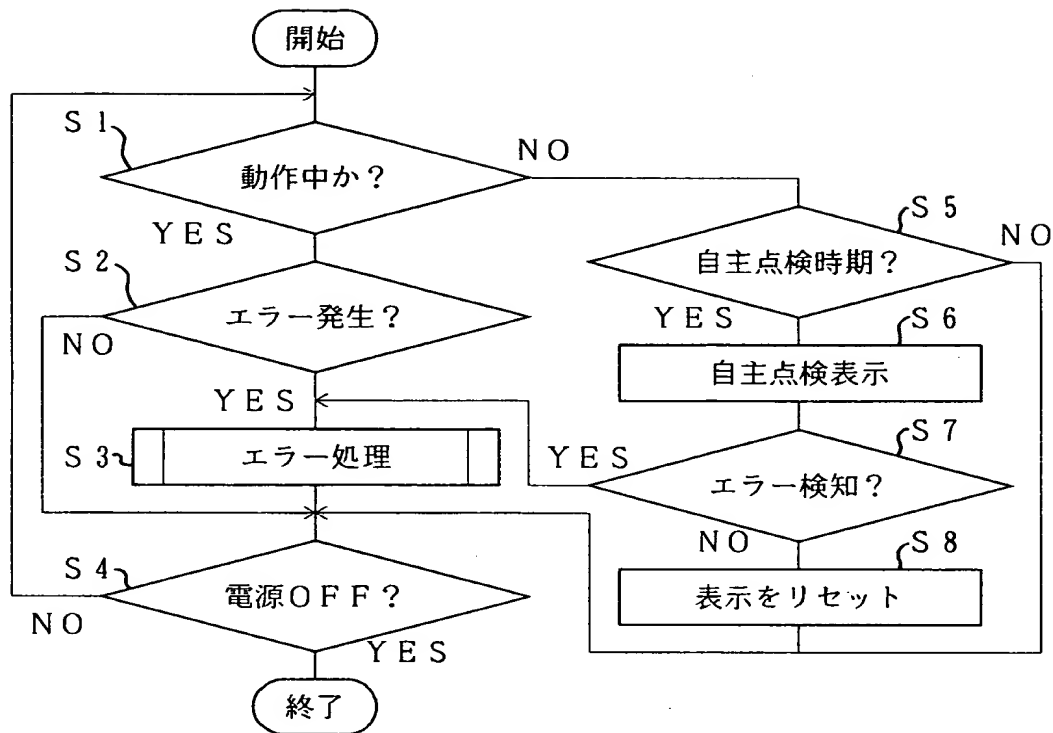 開始
S1
動作中か？
NO
YES
S2
エラー発生？
NO
YES
S3
エラー処理
S4
電源OFF？
NO
YES
終了
S5
自主点検時期？
NO
YES
S6
自主点検表示
S7
エラー検知？
YES
NO
S8
表示をリセット